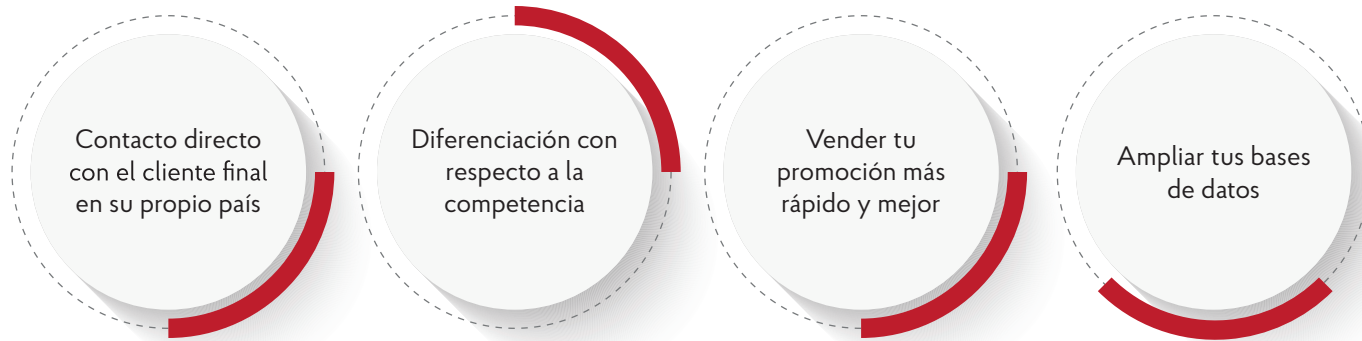 Contacto directo
con el cliente final
en su propio país
Diferenciación con
respecto a la
competencia
Vender tu
promoción más
rápido y mejor
Ampliar tus bases
de datos